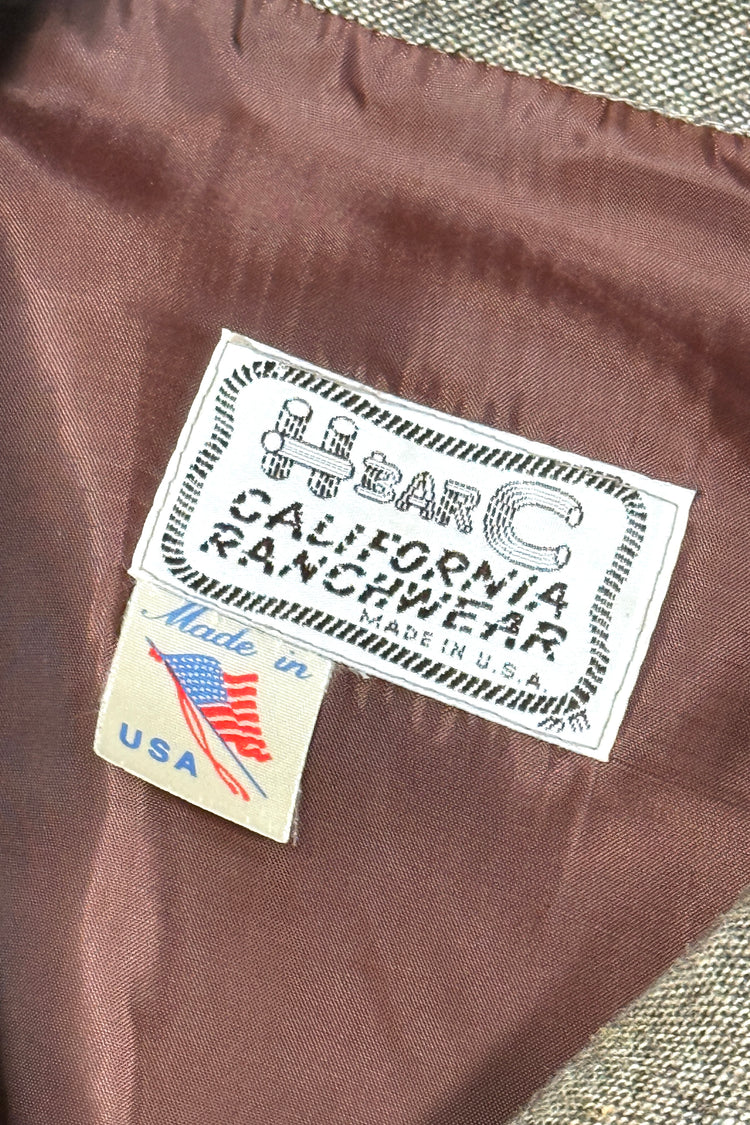 H BAR C
CALIFORNIA
RANCHWEAR
MADE IN U.S.A.
Made in
USA